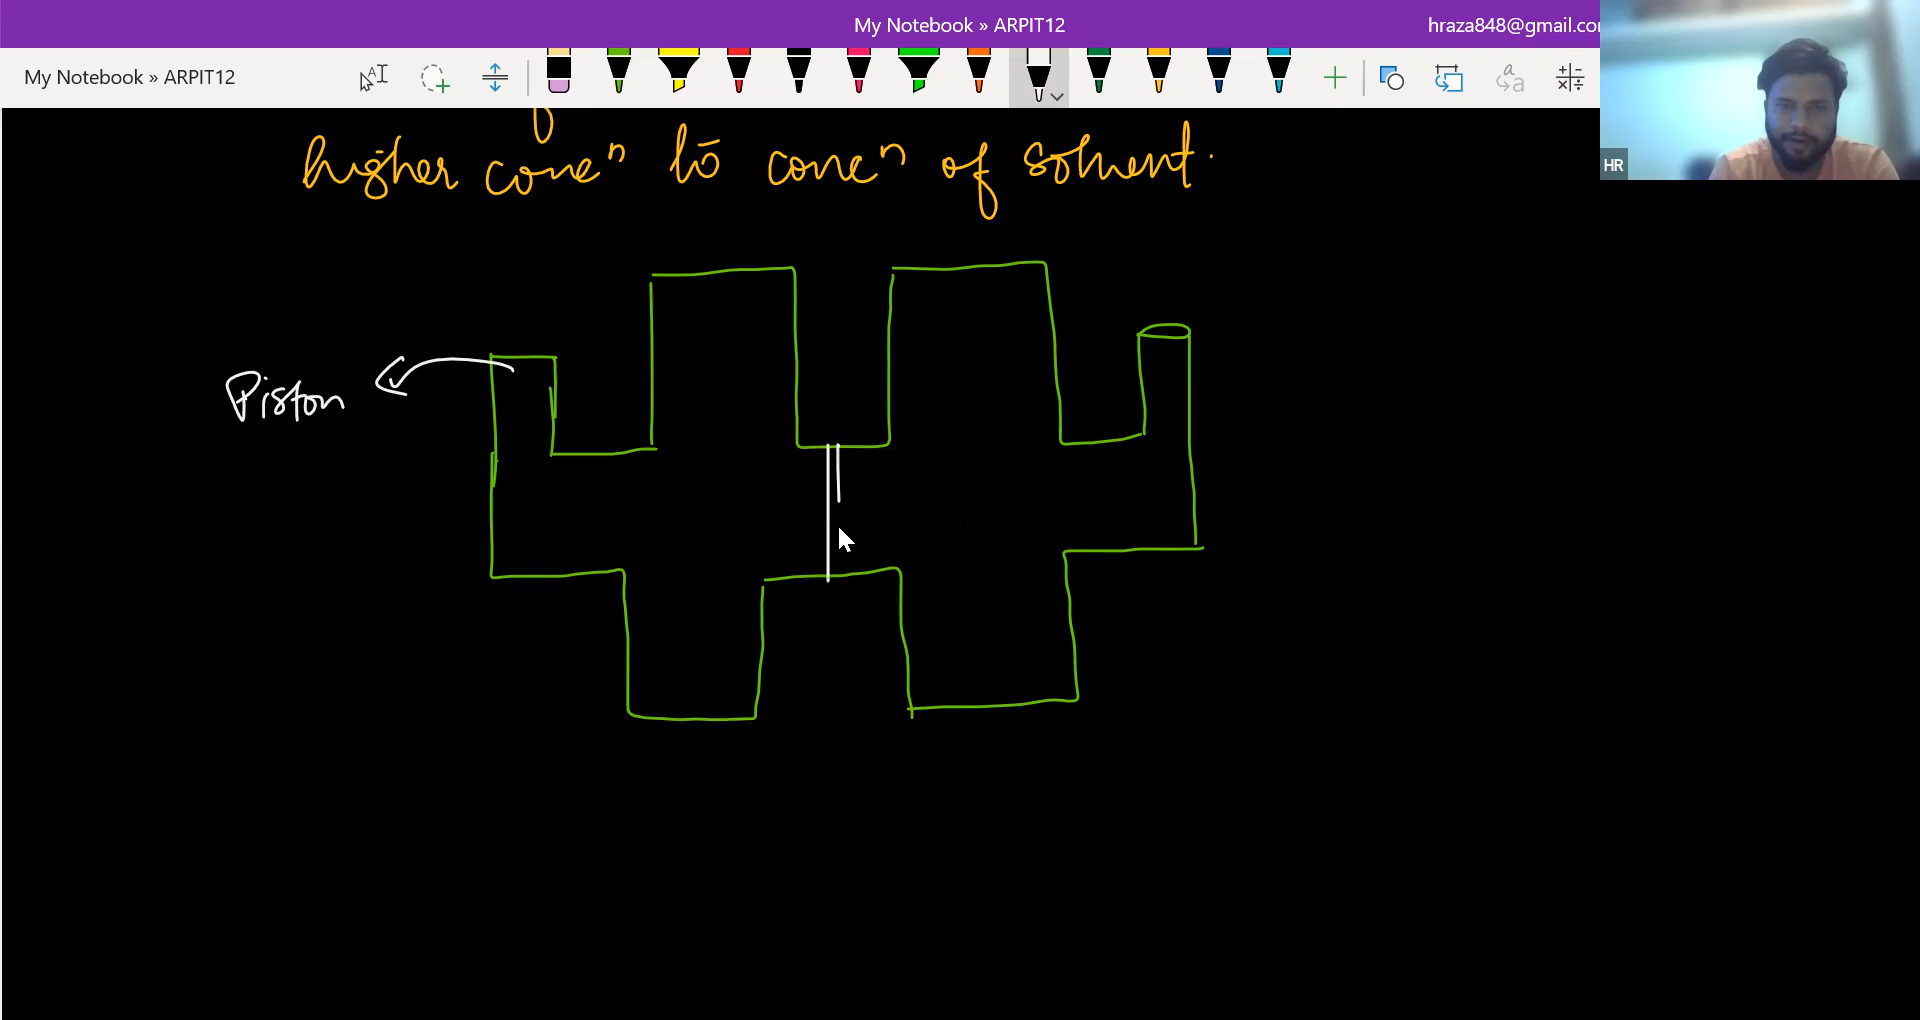 My Notebook » ARPIT12
hraza848@gmail.co
My Notebook » ARPIT12
HR
higher concⁿ to concⁿ of solvent.
Piston